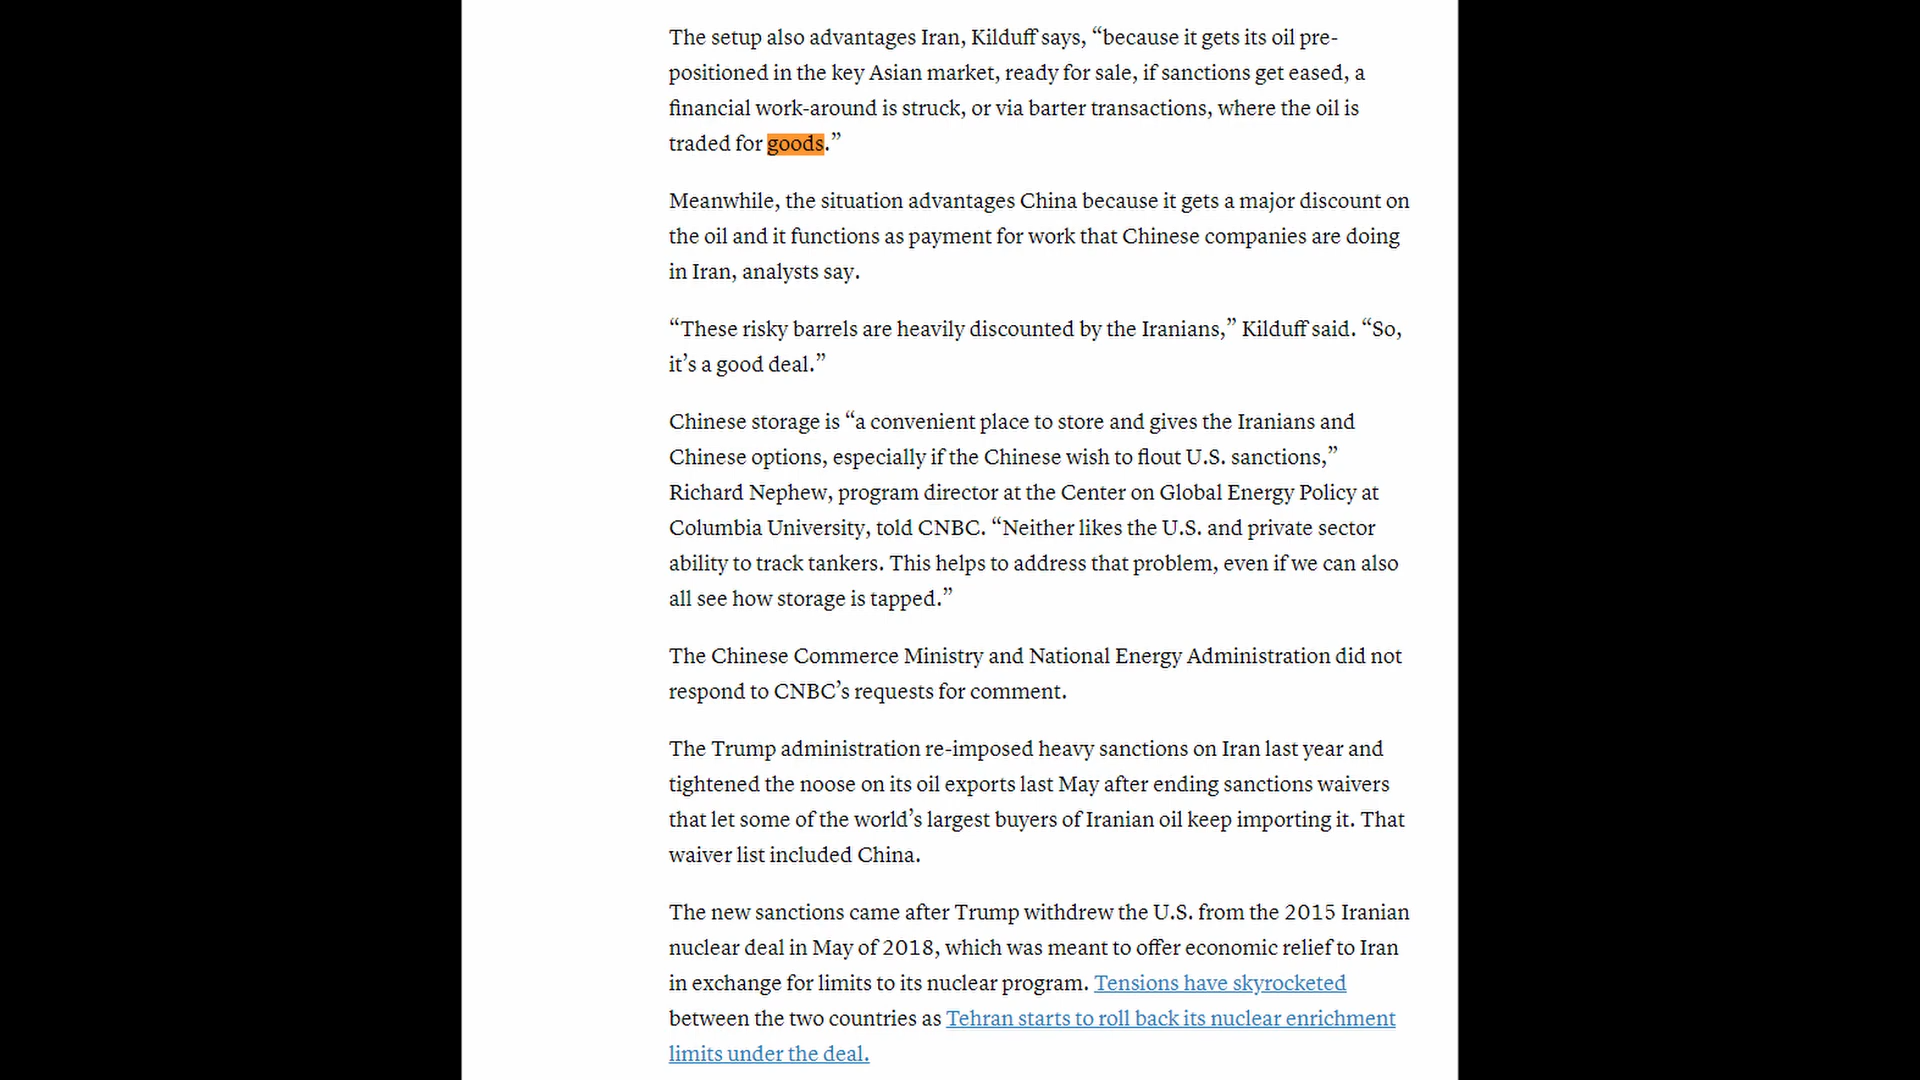 The setup also advantages Iran, Kilduff says, “because it gets its oil pre-
positioned in the key Asian market, ready for sale, if sanctions get eased, a
financial work-around is struck, or via barter transactions, where the oil is
traded for goods.”
Meanwhile, the situation advantages China because it gets a major discount on
the oil and it functions as payment for work that Chinese companies are doing
in Iran, analysts say.
“These risky barrels are heavily discounted by the Iranians,” Kilduff said. “So,
it’s a good deal.”
Chinese storage is “a convenient place to store and gives the Iranians and
Chinese options, especially if the Chinese wish to flout U.S. sanctions,”
Richard Nephew, program director at the Center on Global Energy Policy at
Columbia University, told CNBC. “Neither likes the U.S. and private sector
ability to track tankers. This helps to address that problem, even if we can also
all see how storage is tapped.”
The Chinese Commerce Ministry and National Energy Administration did not
respond to CNBC’s requests for comment.
The Trump administration re-imposed heavy sanctions on Iran last year and
tightened the noose on its oil exports last May after ending sanctions waivers
that let some of the world’s largest buyers of Iranian oil keep importing it. That
waiver list included China.
The new sanctions came after Trump withdrew the U.S. from the 2015 Iranian
nuclear deal in May of 2018, which was meant to offer economic relief to Iran
in exchange for limits to its nuclear program. Tensions have skyrocketed
between the two countries as Tehran starts to roll back its nuclear enrichment
limits under the deal.